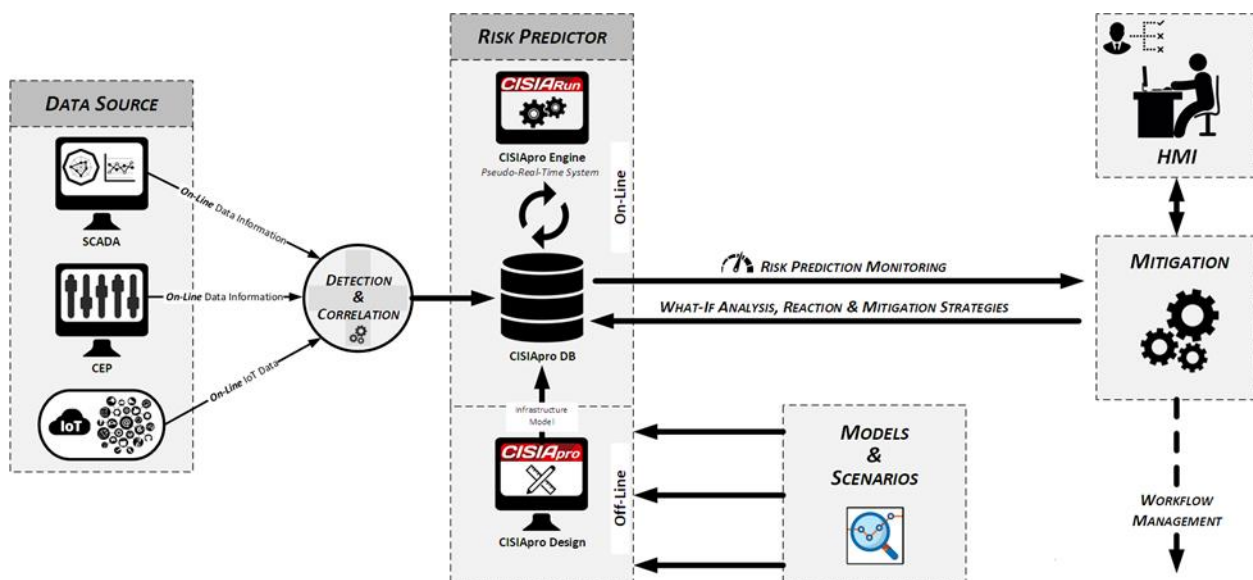 DATA SOURCE
SCADA
On-Line Data Information
CEP
On-Line Data Information
IoT
On-Line IoT Data
DETECTION
&
CORRELATION
RISK PREDICTOR
CISIARUN
CISIApro Engine
Pseudo-Real-Time System
On-Line
CISIApro DB
Infrastructure
Model
CISIApro
CISIApro Design
Off-Line
RISK PREDICTION MONITORING
WHAT-IF ANALYSIS, REACTION & MITIGATION STRATEGIES
MODELS
&
SCENARIOS
HMI
MITIGATION
WORKFLOW
MANAGEMENT